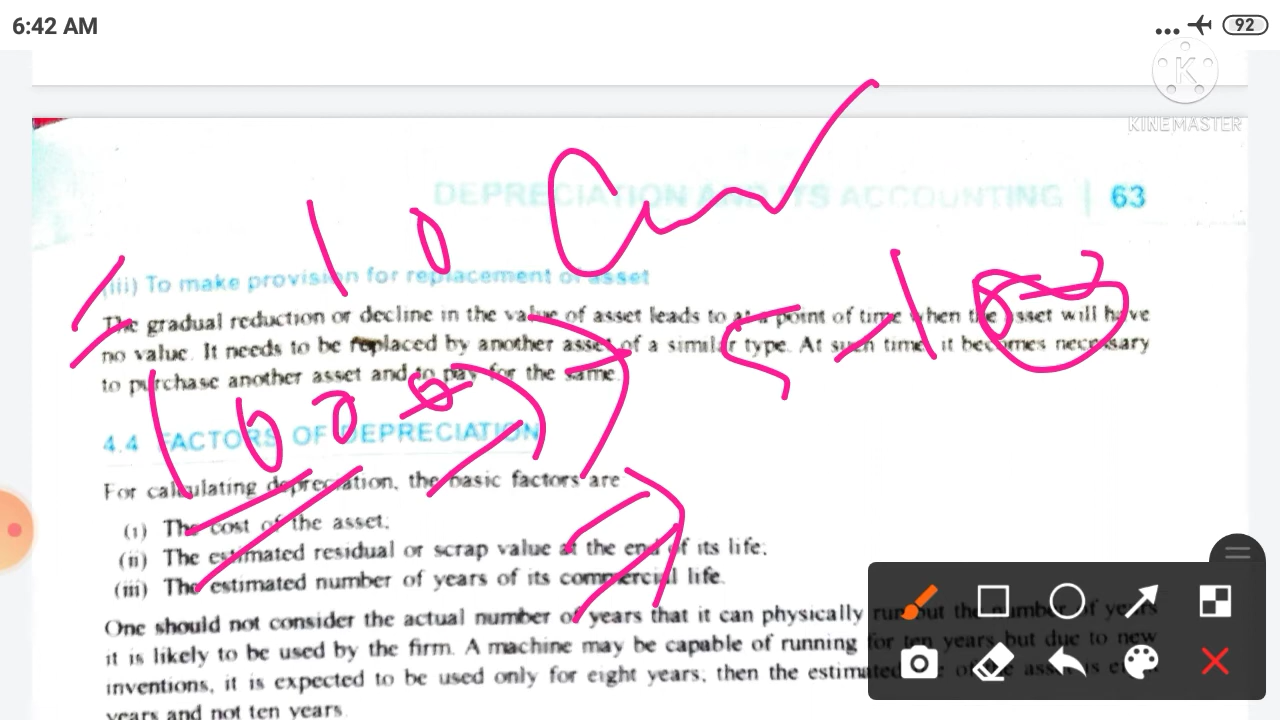 6:42 AM
92
KINEMASTER
DEPRECIATION AND ITS ACCOUNTING | 63
10
(iii) To make provision for replacement of asset
The gradual reduction or decline in the value of asset leads to at a point of time when the asset will have
no value. It needs to be replaced by another asset of a similar type. At such time, it becomes necessary
to purchase another asset and to pay for the same.
1000
4.4 FACTORS OF DEPRECIATION
For calculating depreciation, the basic factors are
(i) The cost of the asset;
(ii) The estimated residual or scrap value at the end of its life;
(iii) The estimated number of years of its commercial life.
One should not consider the actual number of years that it can physically run but the number of years
it is likely to be used by the firm. A machine may be capable of running for ten years but due to new
inventions, it is expected to be used only for eight years; then the estimated of the asset is
years and not ten years.